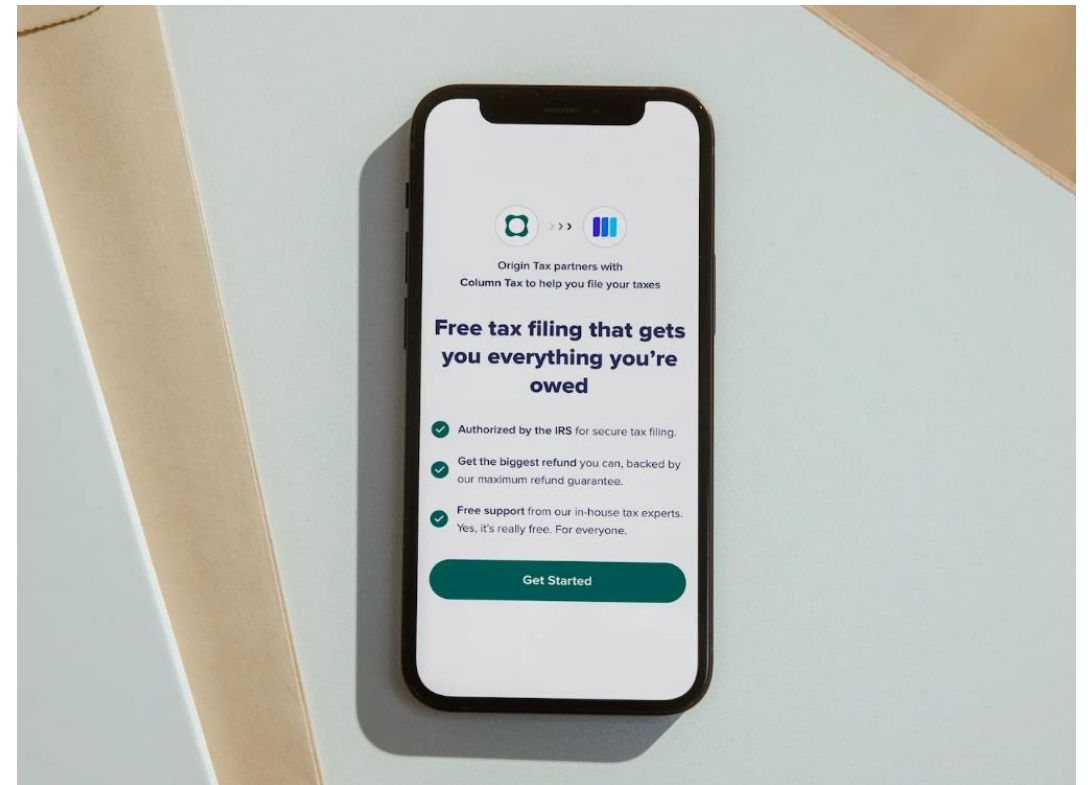 Origin Tax partners with
Column Tax to help you file your taxes
Free tax filing that gets
you everything you're
owed
Authorized by the IRS for secure tax filing.
Get the biggest refund you can, backed by
our maximum refund guarantee.
Free support from our in-house tax experts.
Yes, it's really free. For everyone.
Get Started